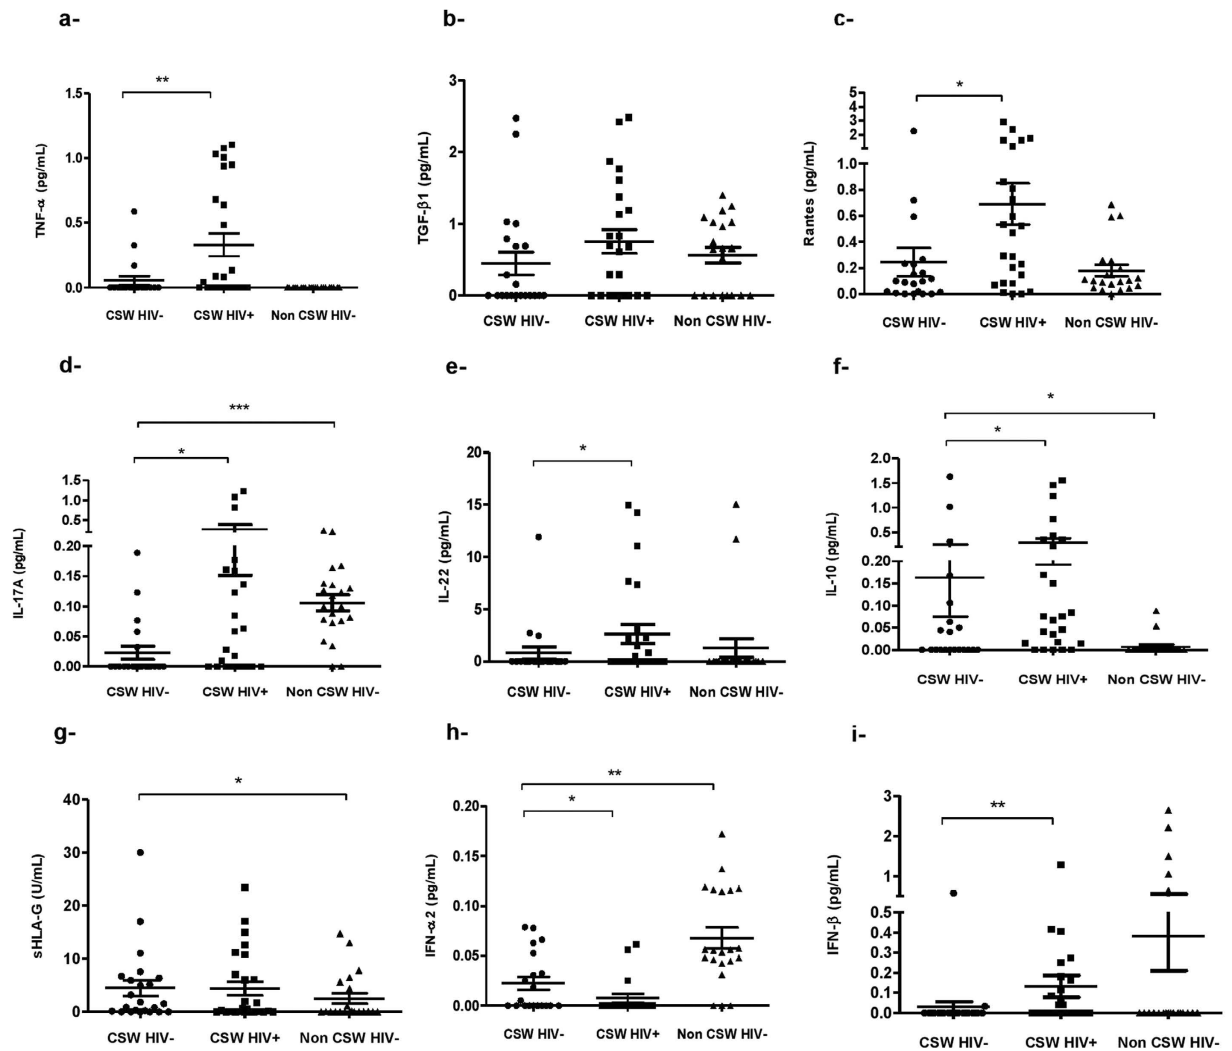 a-
b-
c-
**
*
TNF-α (pg/mL)
1.5
1.0
0.5
0.0
CSW HIV-
CSW HIV+
Non CSW HIV-
TGF-β1 (pg/mL)
3
2
1
0
CSW HIV-
CSW HIV+
Non CSW HIV-
Rantes (pg/mL)
5
4
3
2
1.0
0.8
0.6
0.4
0.2
0.0
CSW HIV-
CSW HIV+
Non CSW HIV-
d-
e-
f-
***
*
IL-17A (pg/mL)
1.5
1.0
0.5
0.20
0.15
0.10
0.05
0.00
CSW HIV-
CSW HIV+
Non CSW HIV-
*
IL-22 (pg/mL)
20
15
10
5
0
CSW HIV-
CSW HIV+
Non CSW HIV-
*
*
IL-10 (pg/mL)
2.0
1.5
1.0
0.5
0.20
0.15
0.10
0.05
0.00
CSW HIV-
CSW HIV+
Non CSW HIV-
g-
h-
i-
*
sHLA-G (U/mL)
40
30
20
10
0
CSW HIV-
CSW HIV+
Non CSW HIV-
**
*
IFN-α2 (pg/mL)
0.20
0.15
0.10
0.05
0.00
CSW HIV-
CSW HIV+
Non CSW HIV-
**
IFN-β (pg/mL)
3
2
1
0.5
0.4
0.3
0.2
0.1
0.0
CSW HIV-
CSW HIV+
Non CSW HIV-